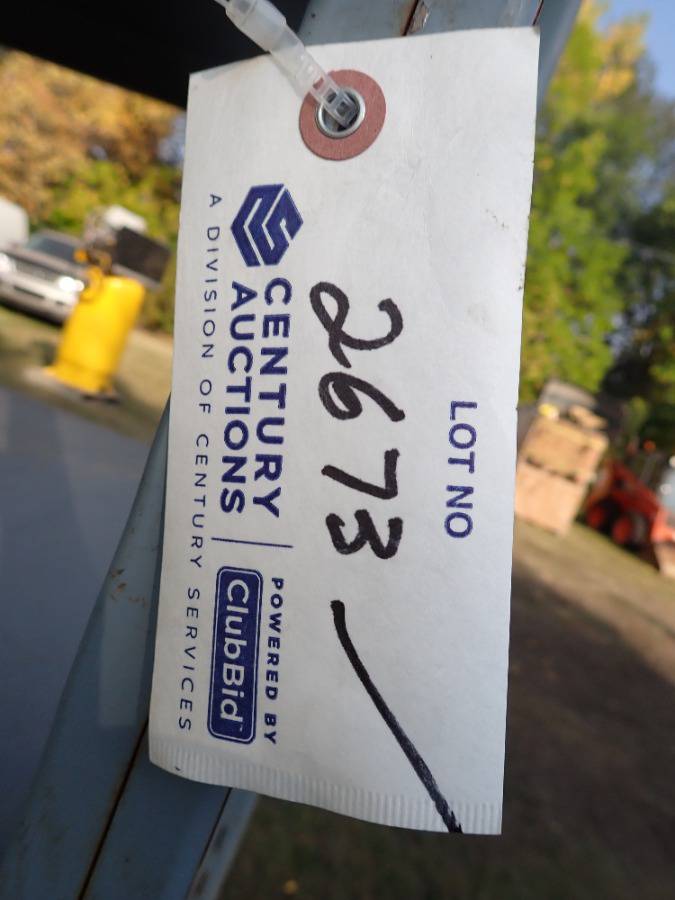 LOT NO
2673
CENTURY
AUCTIONS
POWERED BY
ClubBid
A DIVISION OF CENTURY SERVICES